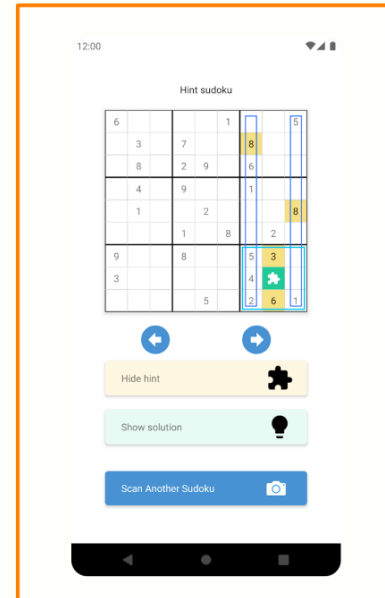 12:00
Hint sudoku
6 1 5
3 7 8
8 2 9 6
4 9 1
1 2 8
1 8 2
9 8 5 3
3 4
5 2 6 1
Hide hint
Show solution
Scan Another Sudoku